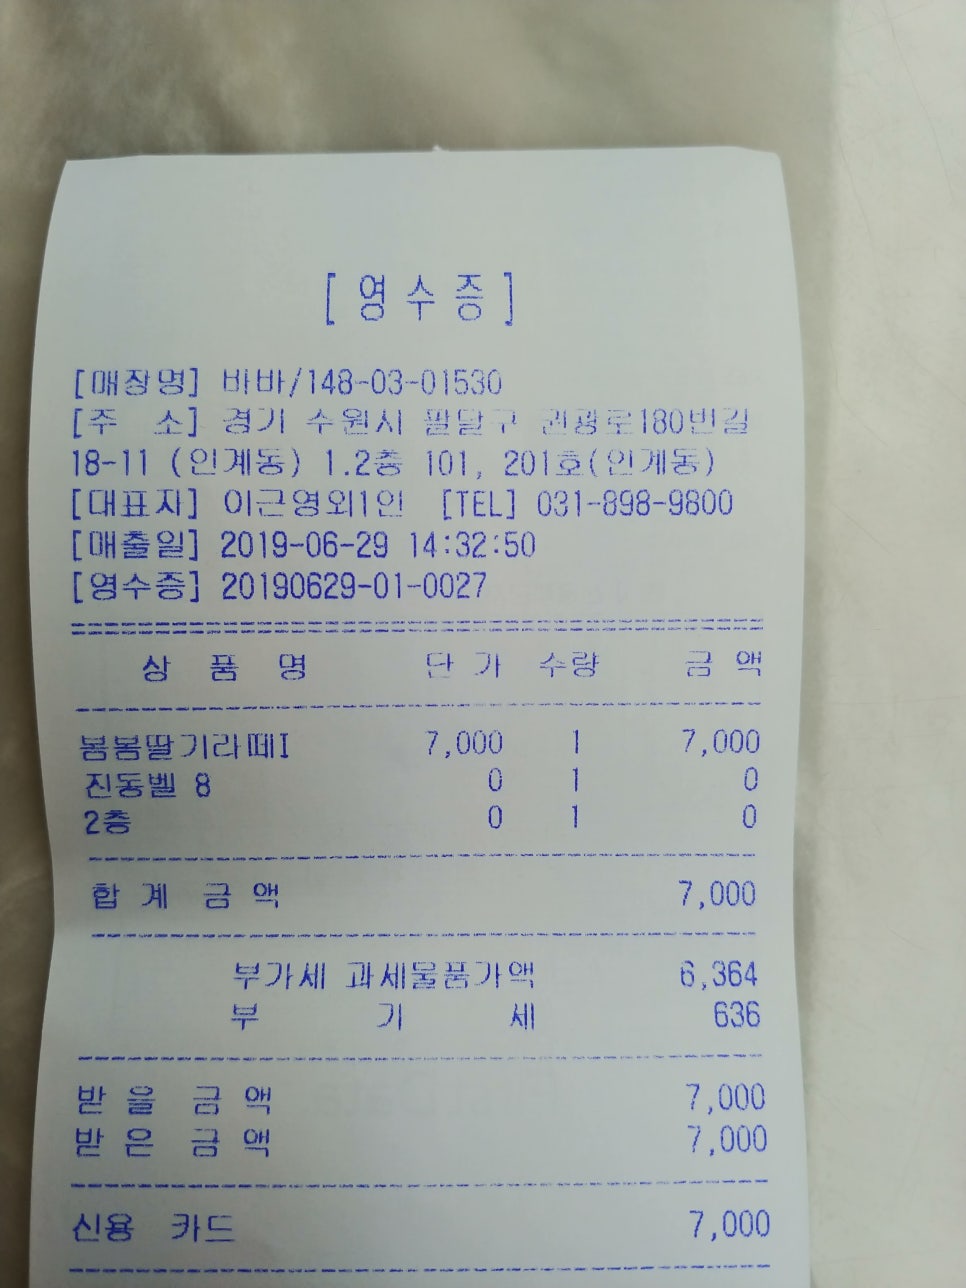 [ 영 수 증 ]
[매장명] 바바/148-03-01530
[주 소] 경기 수원시 팔달구 권광로180번길
18-11 (인계동) 1.2층 101, 201호(인계동)
[대표자] 이근영외1인 [TEL] 031-898-9800
[매출일] 2019-06-29 14:32:50
[영수증] 20190629-01-0027
상 품 명 단 가 수량 금 액
봄봄딸기라떼I 7,000 1 7,000
진동벨 8 0 1 0
2층 0 1 0
합 계 금 액 7,000
부가세 과세물품가액 6,364
부 가 세 636
받 을 금 액 7,000
받 은 금 액 7,000
신용 카드 7,000